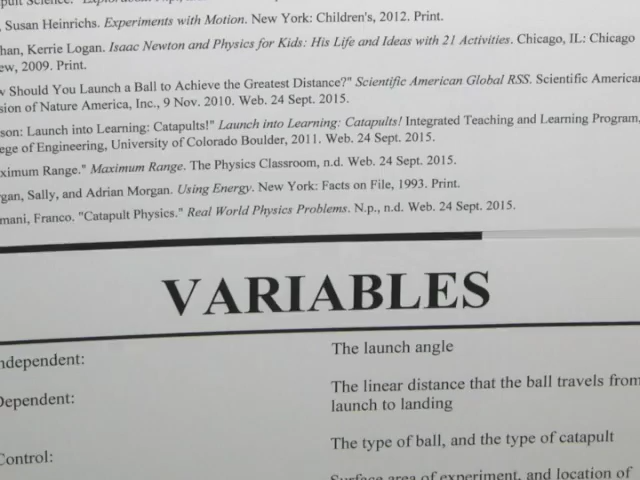 Science."
, Susan Heinrichs. Experiments with Motion. New York: Children's, 2012. Print.
han, Kerrie Logan. Isaac Newton and Physics for Kids: His Life and Ideas with 21 Activities. Chicago, IL: Chicago
ew, 2009. Print.
w Should You Launch a Ball to Achieve the Greatest Distance?" Scientific American Global RSS. Scientific American
sion of Nature America, Inc., 9 Nov. 2010. Web. 24 Sept. 2015.
son: Launch into Learning: Catapults!" Launch into Learning: Catapults! Integrated Teaching and Learning Program,
ege of Engineering, University of Colorado Boulder, 2011. Web. 24 Sept. 2015.
ximum Range." Maximum Range. The Physics Classroom, n.d. Web. 24 Sept. 2015.
rgan, Sally, and Adrian Morgan. Using Energy. New York: Facts on File, 1993. Print.
mani, Franco. "Catapult Physics." Real World Physics Problems. N.p., n.d. Web. 24 Sept. 2015.
VARIABLES
ndependent: The launch angle
Dependent: The linear distance that the ball travels from
launch to landing
Control: The type of ball, and the type of catapult
Surface area of experiment, and location of